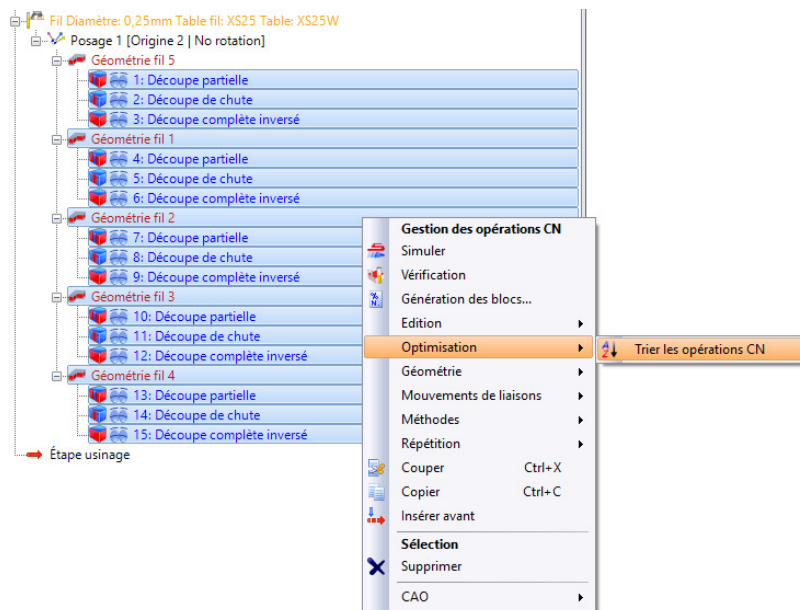 Fil Diamètre: 0,25mm Table fil: XS25 Table: XS25W
Posage 1 [Origine 2 | No rotation]
Géométrie fil 5
1: Découpe partielle
2: Découpe de chute
3: Découpe complète inversé
Géométrie fil 1
4: Découpe partielle
5: Découpe de chute
6: Découpe complète inversé
Géométrie fil 2
7: Découpe partielle
8: Découpe de chute
9: Découpe complète inversé
Géométrie fil 3
10: Découpe partielle
11: Découpe de chute
12: Découpe complète inversé
Géométrie fil 4
13: Découpe partielle
14: Découpe de chute
15: Découpe complète inversé
Étape usinage
Gestion des opérations CN
Simuler
Vérification
Génération des blocs...
Edition
Optimisation
Trier les opérations CN
Géométrie
Mouvements de liaisons
Méthodes
Répétition
Couper Ctrl+X
Copier Ctrl+C
Insérer avant
Sélection
Supprimer
CAO